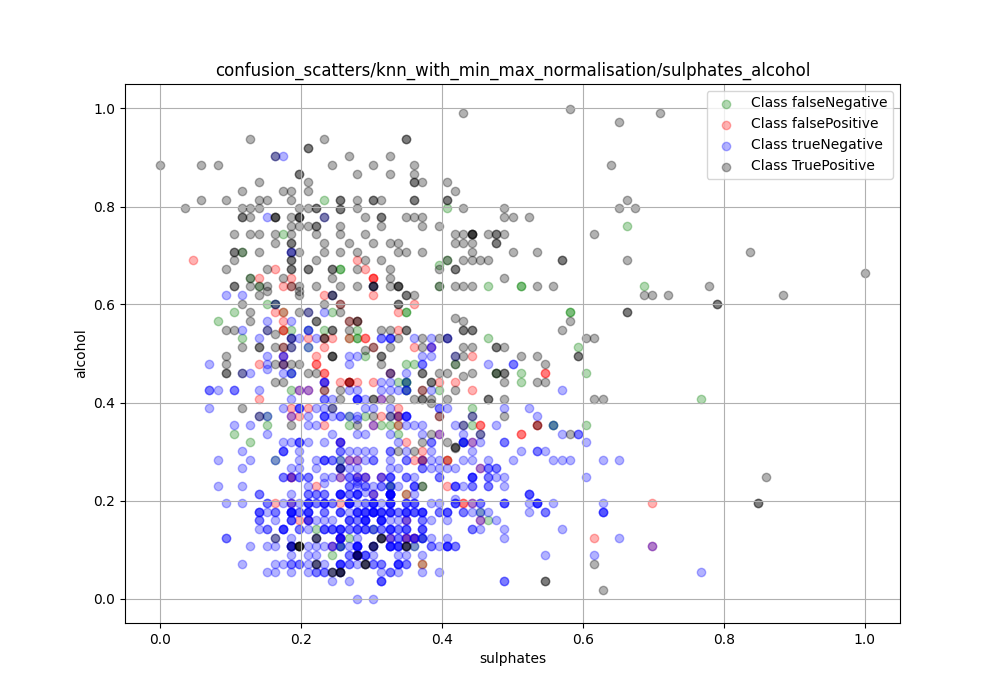 confusion_scatters/knn_with_min_max_normalisation/sulphates_alcohol
Class falseNegative
Class falsePositive
Class trueNegative
Class TruePositive
1.0
0.8
0.6
0.4
0.2
0.0
alcohol
0.0 0.2 0.4 0.6 0.8 1.0
sulphates